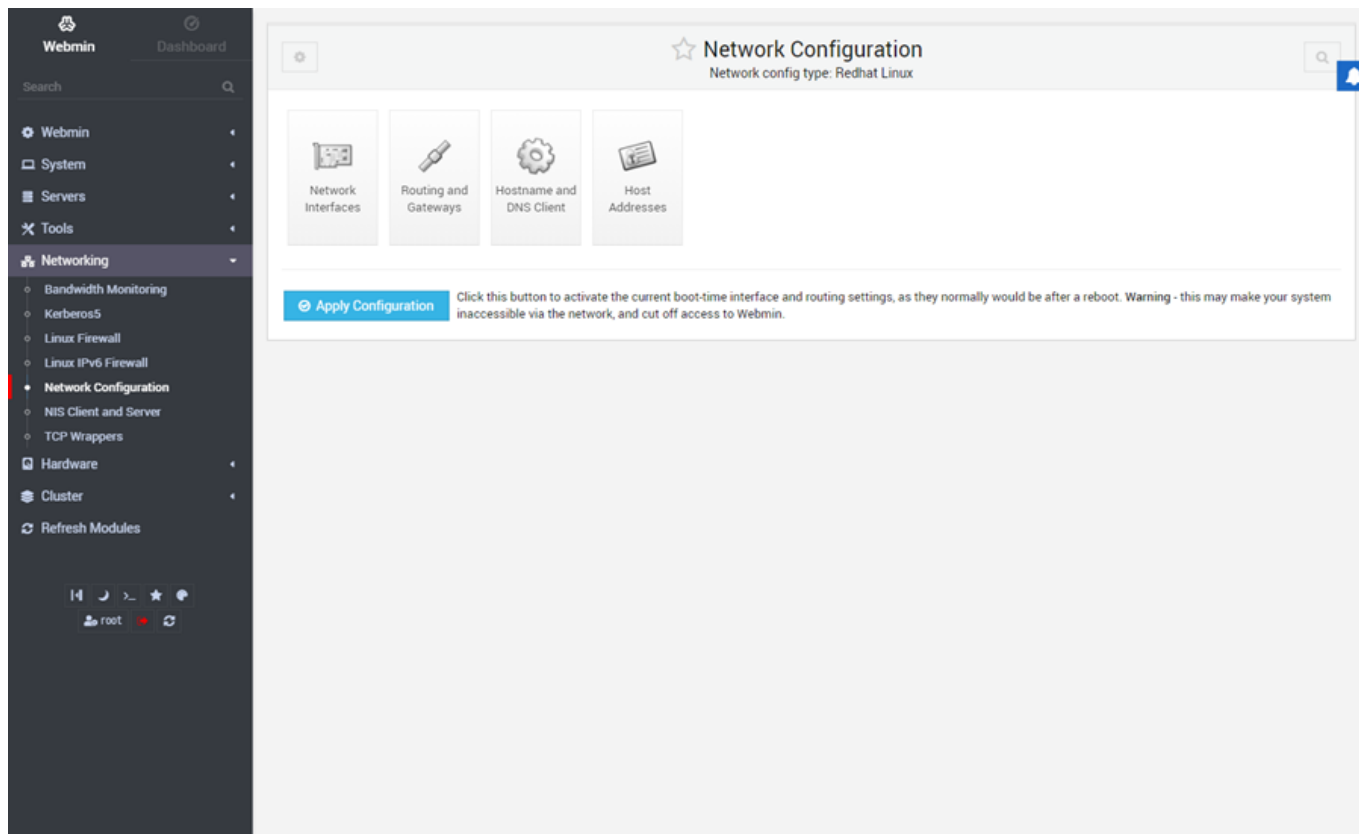 Webmin
Dashboard
Search
Webmin
System
Servers
Tools
Networking
Bandwidth Monitoring
Kerberos5
Linux Firewall
Linux IPv6 Firewall
Network Configuration
NIS Client and Server
TCP Wrappers
Hardware
Cluster
Refresh Modules
root
Network Configuration
Network config type: Redhat Linux
Network
Interfaces
Routing and
Gateways
Hostname and
DNS Client
Host
Addresses
Apply Configuration
Click this button to activate the current boot-time interface and routing settings, as they normally would be after a reboot. Warning - this may make your system
inaccessible via the network, and cut off access to Webmin.